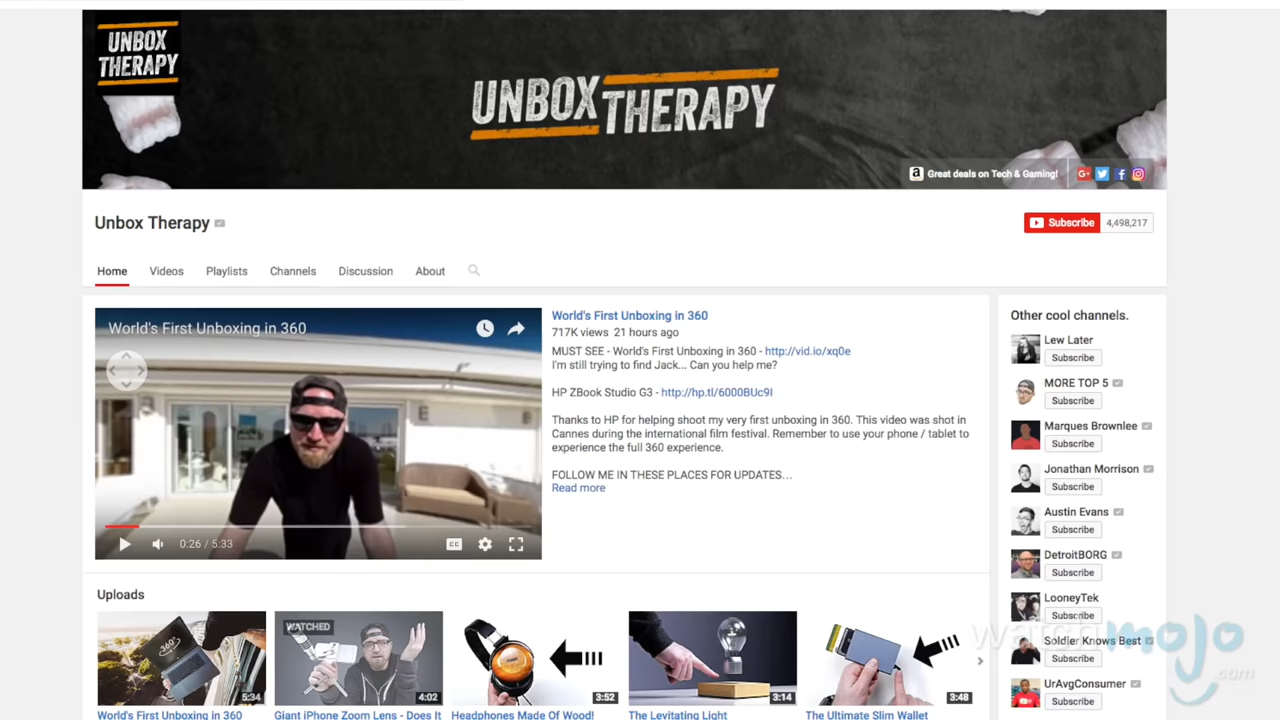 UNBOX
THERAPY
UNBOX THERAPY
a Great deals on Tech & Gaming!
G+
Unbox Therapy
Subscribe 4,498,217
Home Videos Playlists Channels Discussion About
World's First Unboxing in 360
0:26 / 5:33
CC
World's First Unboxing in 360
717K views 21 hours ago
MUST SEE - World's First Unboxing in 360 - http://vid.io/xq0e
I'm still trying to find Jack... Can you help me?
HP ZBook Studio G3 - http://hp.tl/6000BUc9I
Thanks to HP for helping shoot my very first unboxing in 360. This video was shot in
Cannes during the international film festival. Remember to use your phone / tablet to
experience the full 360 experience.
FOLLOW ME IN THESE PLACES FOR UPDATES...
Read more
Other cool channels.
Lew Later
Subscribe
MORE TOP 5
Subscribe
Marques Brownlee
Subscribe
Jonathan Morrison
Subscribe
Austin Evans
Subscribe
DetroitBORG
Subscribe
LooneyTek
Subscribe
Soldier Knows Best
Subscribe
UrAvgConsumer
Subscribe
Uploads
360°
5:34
WATCHED
4:02
3:52
3:14
3:48
World's First Unboxing in 360
Giant iPhone Zoom Lens - Does It
Headphones Made Of Wood!
The Levitating Light
The Ultimate Slim Wallet
watchmojo
.com